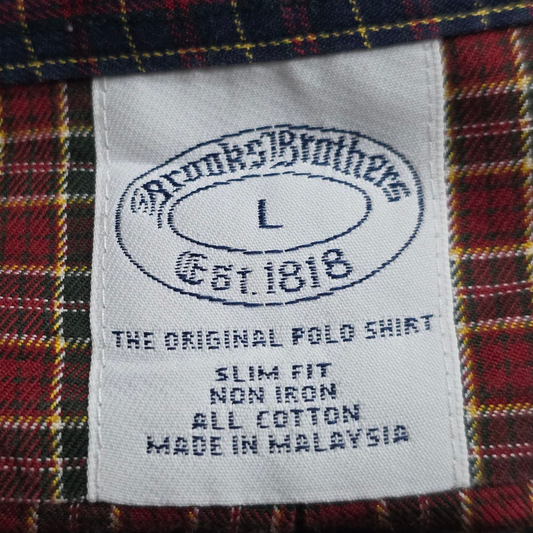 Brooks Brothers
L
Est. 1818
THE ORIGINAL POLO SHIRT
SLIM FIT
NON IRON
ALL COTTON
MADE IN MALAYSIA